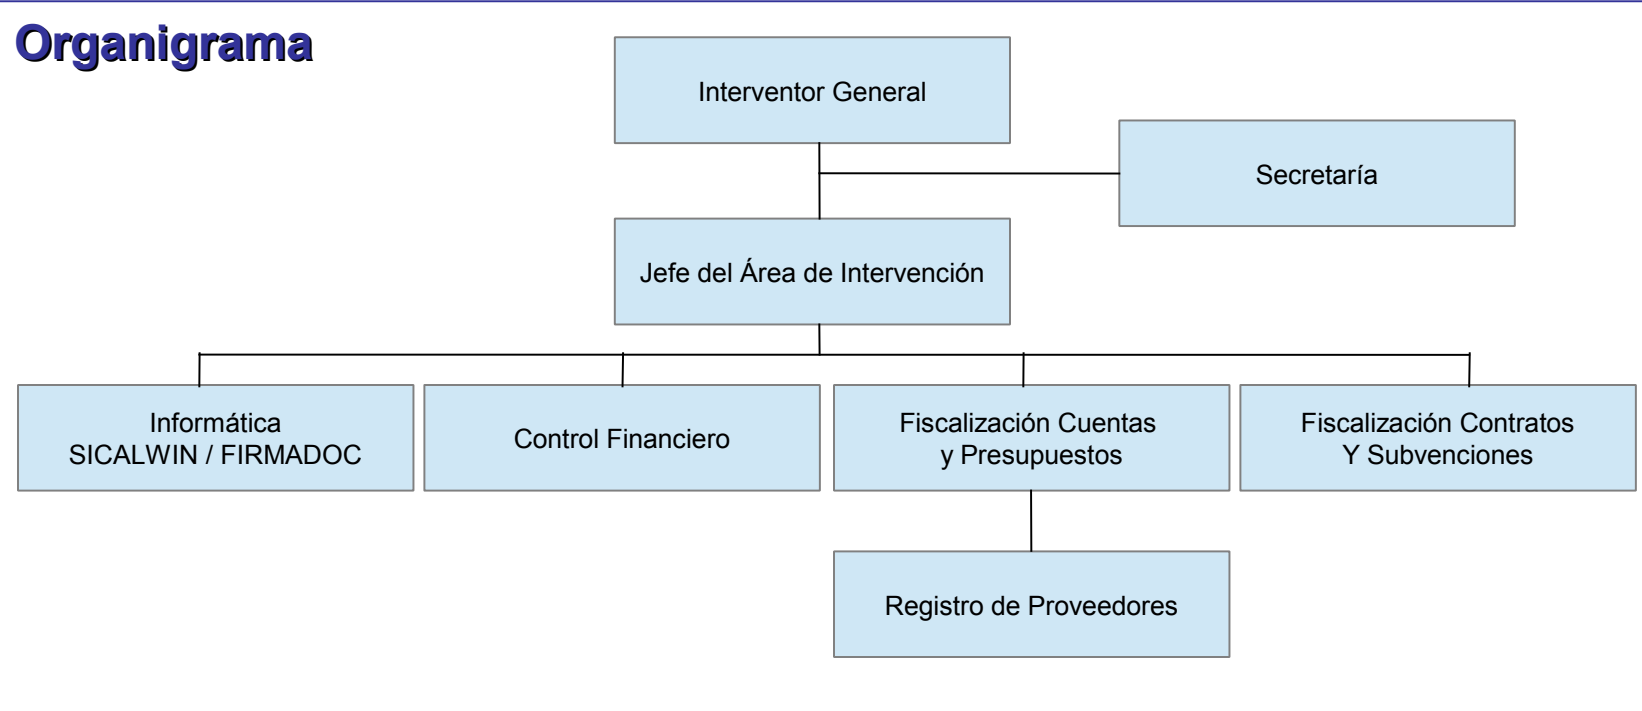 Organigrama
Interventor General
Secretaría
Jefe del Área de Intervención
Informática
SICALWIN / FIRMADOC
Control Financiero
Fiscalización Cuentas
y Presupuestos
Fiscalización Contratos
Y Subvenciones
Registro de Proveedores